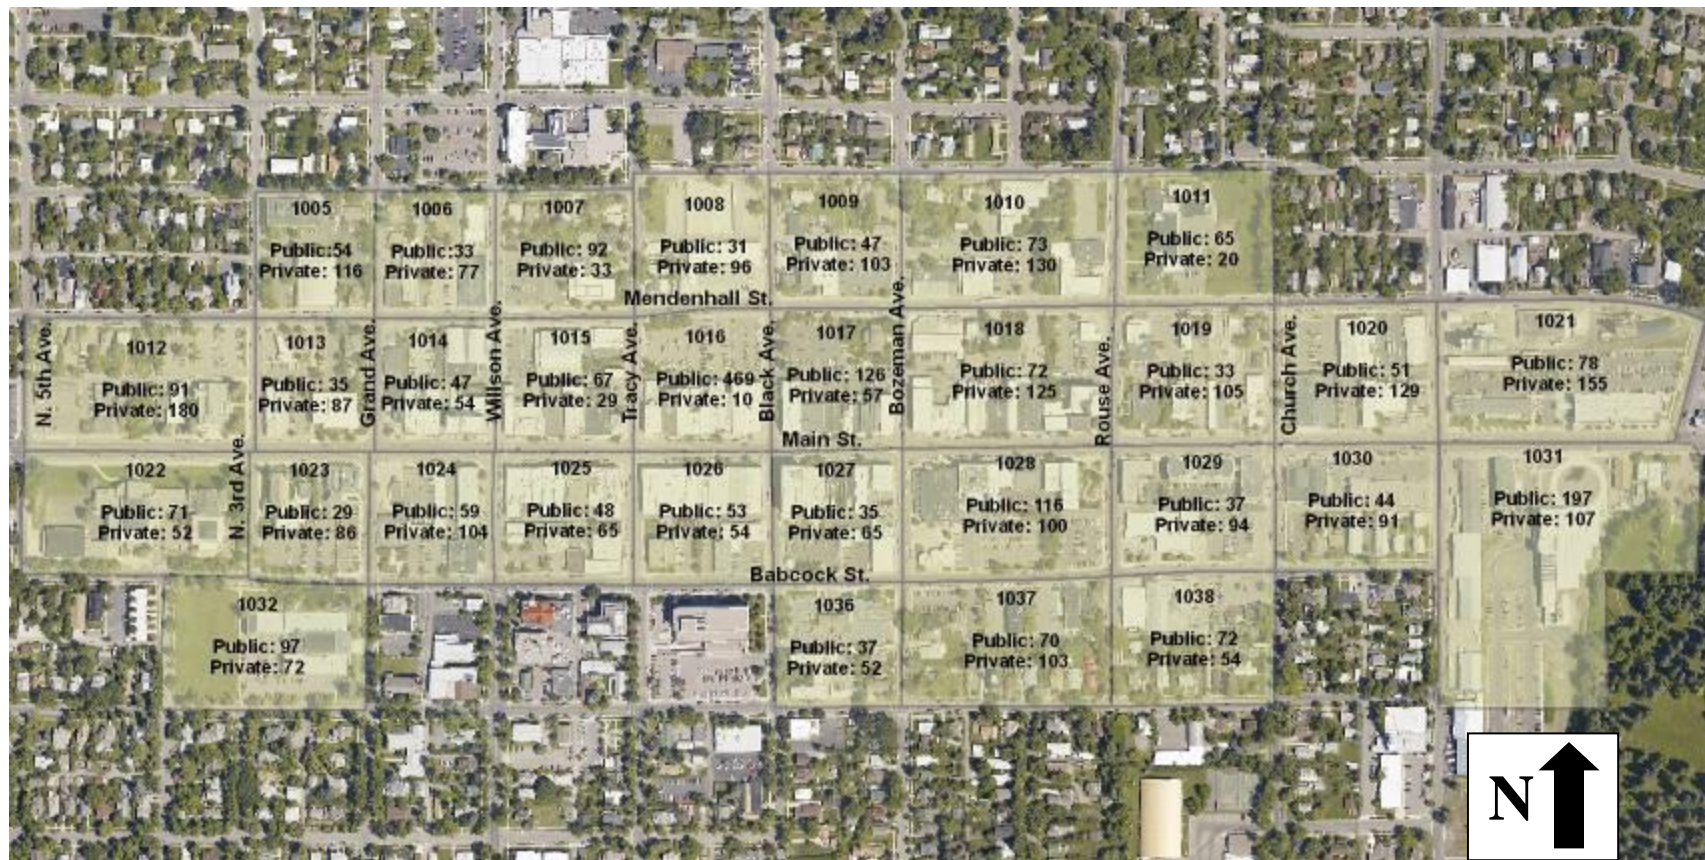 1005
Public:54
Private: 116
1006
Public:33
Private: 77
1007
Public: 92
Private: 33
1008
Public: 31
Private: 96
1009
Public: 47
Private: 103
1010
Public: 73
Private: 130
1011
Public: 65
Private: 20
Mendenhall St.
N. 5th Ave.
1012
Public: 91
Private: 180
1013
Public: 35
Private: 87
Grand Ave.
1014
Public: 47
Private: 54
Willson Ave.
1015
Public: 67
Private: 29
Tracy Ave.
1016
Public: 469
Private: 10
Black Ave.
1017
Public: 126
Private: 57
Bozeman Ave.
1018
Public: 72
Private: 125
Rouse Ave.
1019
Public: 33
Private: 105
Church Ave.
1020
Public: 51
Private: 129
1021
Public: 78
Private: 155
Main St.
1022
Public: 71
Private: 52
N. 3rd Ave.
1023
Public: 29
Private: 86
1024
Public: 59
Private: 104
1025
Public: 48
Private: 65
1026
Public: 53
Private: 54
1027
Public: 35
Private: 65
1028
Public: 116
Private: 100
1029
Public: 37
Private: 94
1030
Public: 44
Private: 91
1031
Public: 197
Private: 107
Babcock St.
1032
Public: 97
Private: 72
1036
Public: 37
Private: 52
1037
Public: 70
Private: 103
1038
Public: 72
Private: 54
N